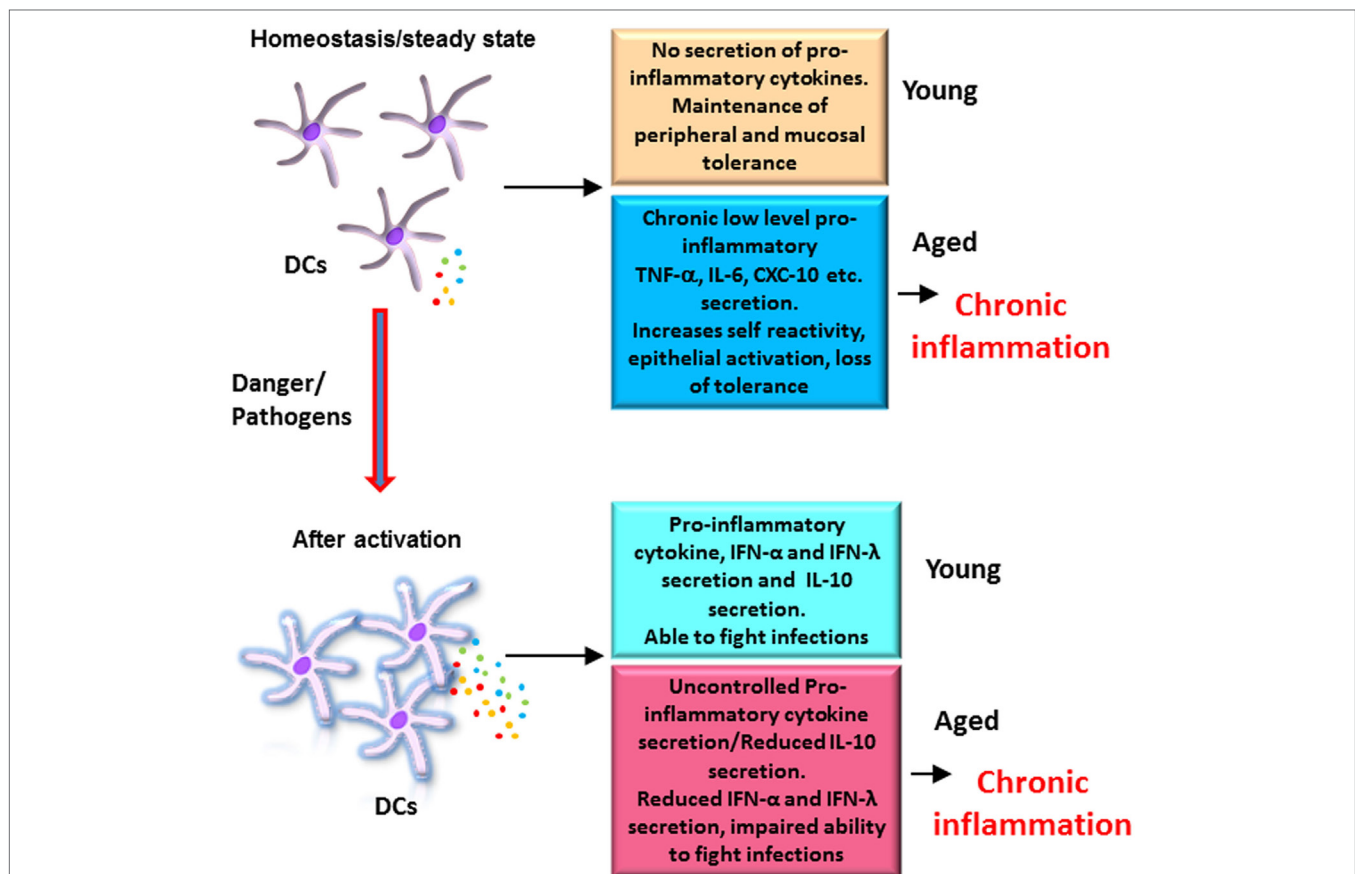 Homeostasis/steady state
No secretion of pro-
inflammatory cytokines.
Maintenance of
peripheral and mucosal
tolerance
Young
DCs
Chronic low level pro-
inflammatory
TNF-α, IL-6, CXC-10 etc.
secretion.
Increases self reactivity,
epithelial activation, loss
of tolerance
Aged
Chronic
inflammation
Danger/
Pathogens
After activation
Pro-inflammatory
cytokine, IFN-α and IFN-λ
secretion and IL-10
secretion.
Able to fight infections
Young
DCs
Uncontrolled Pro-
inflammatory cytokine
secretion/Reduced IL-10
secretion.
Reduced IFN-α and IFN-λ
secretion, impaired ability
to fight infections
Aged
Chronic
inflammation